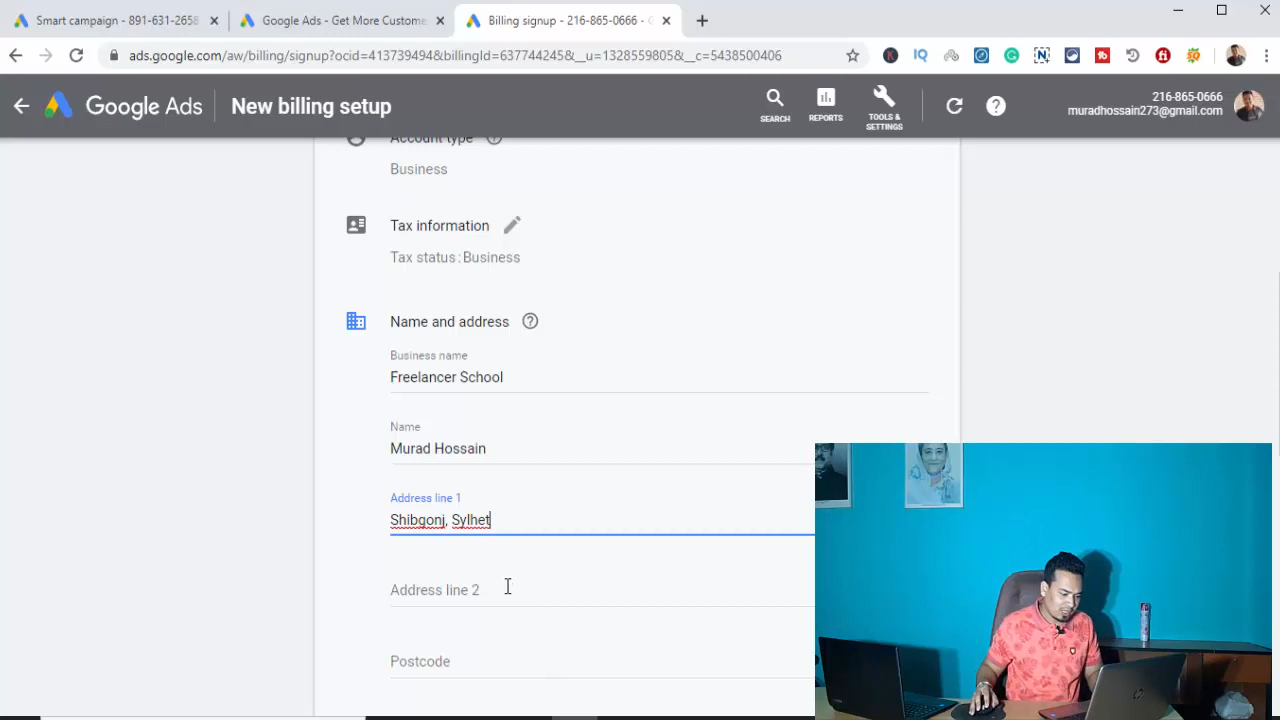 Smart campaign - 891-631-2658
Google Ads - Get More Custome
Billing signup - 216-865-0666 - G
ads.google.com/aw/billing/signup?ocid=413739494&billingId=637744245&__u=1328559805&__c=5438500406
Google Ads
New billing setup
SEARCH
REPORTS
TOOLS &
SETTINGS
216-865-0666
muradhossain273@gmail.com
Account type
Business
Tax information
Tax status : Business
Name and address
Business name
Freelancer School
Name
Murad Hossain
Address line 1
Shibgonj, Sylhet
Address line 2
Postcode